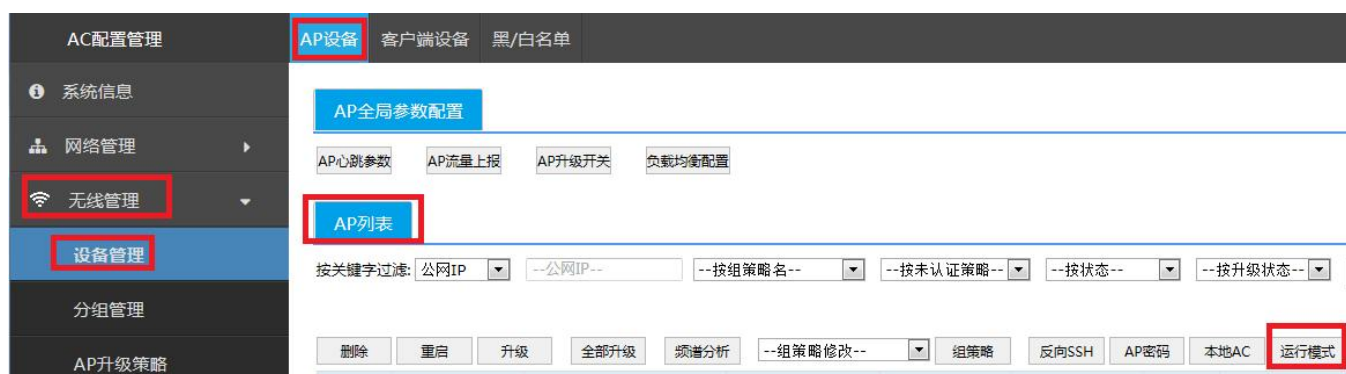 AC配置管理
AP设备 客户端设备 黑/白名单
系统信息
AP全局参数配置
网络管理
AP心跳参数 AP流量上报 AP升级开关 负载均衡配置
无线管理
AP列表
设备管理
按关键字过滤: 公网IP --公网IP-- --按组策略名-- --按未认证策略-- --按状态-- --按升级状态--
分组管理
删除 重启 升级 全部升级 频谱分析 --组策略修改-- 组策略 反向SSH AP密码 本地AC 运行模式
AP升级策略